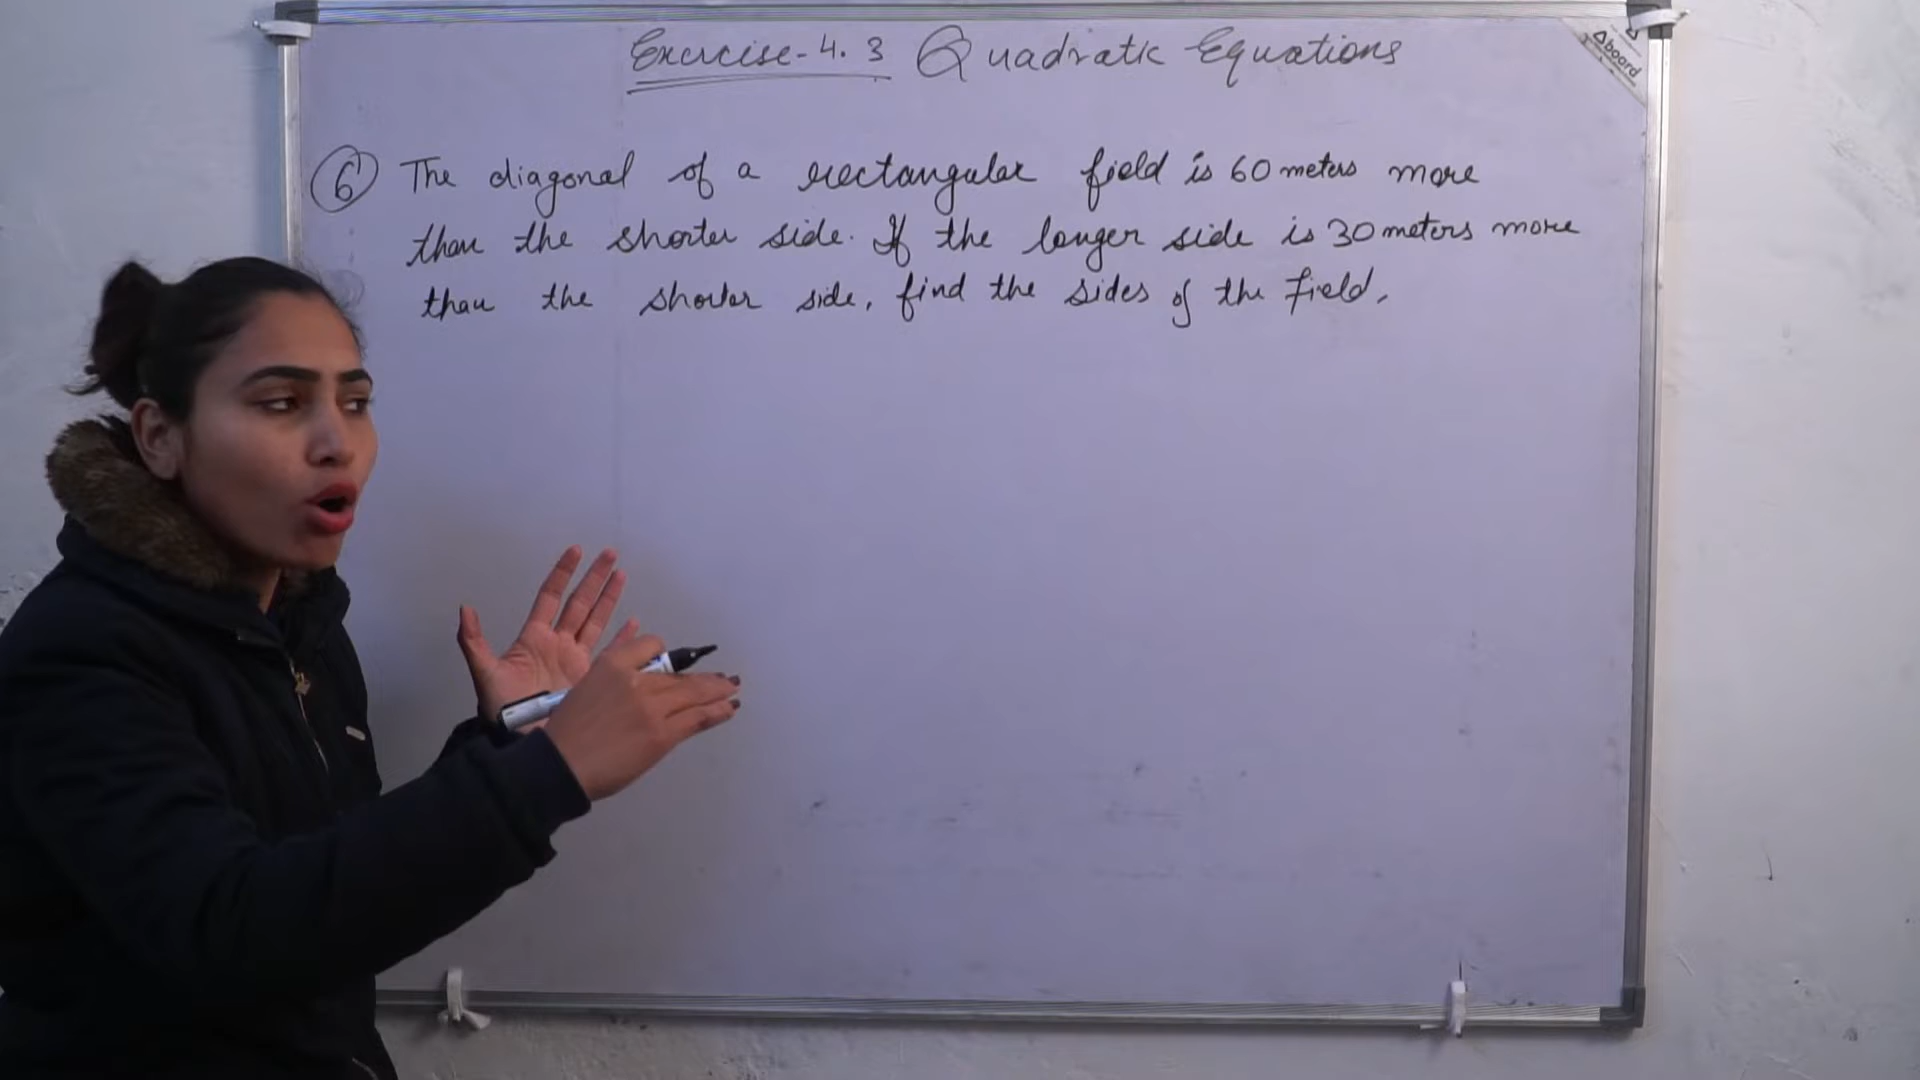 Exercise-4.3 Quadratic Equations
Aboard
6 The diagonal of a rectangular field is 60 meters more
than the shorter side. If the longer side is 30 meters more
than the shorter side, find the sides of the field.